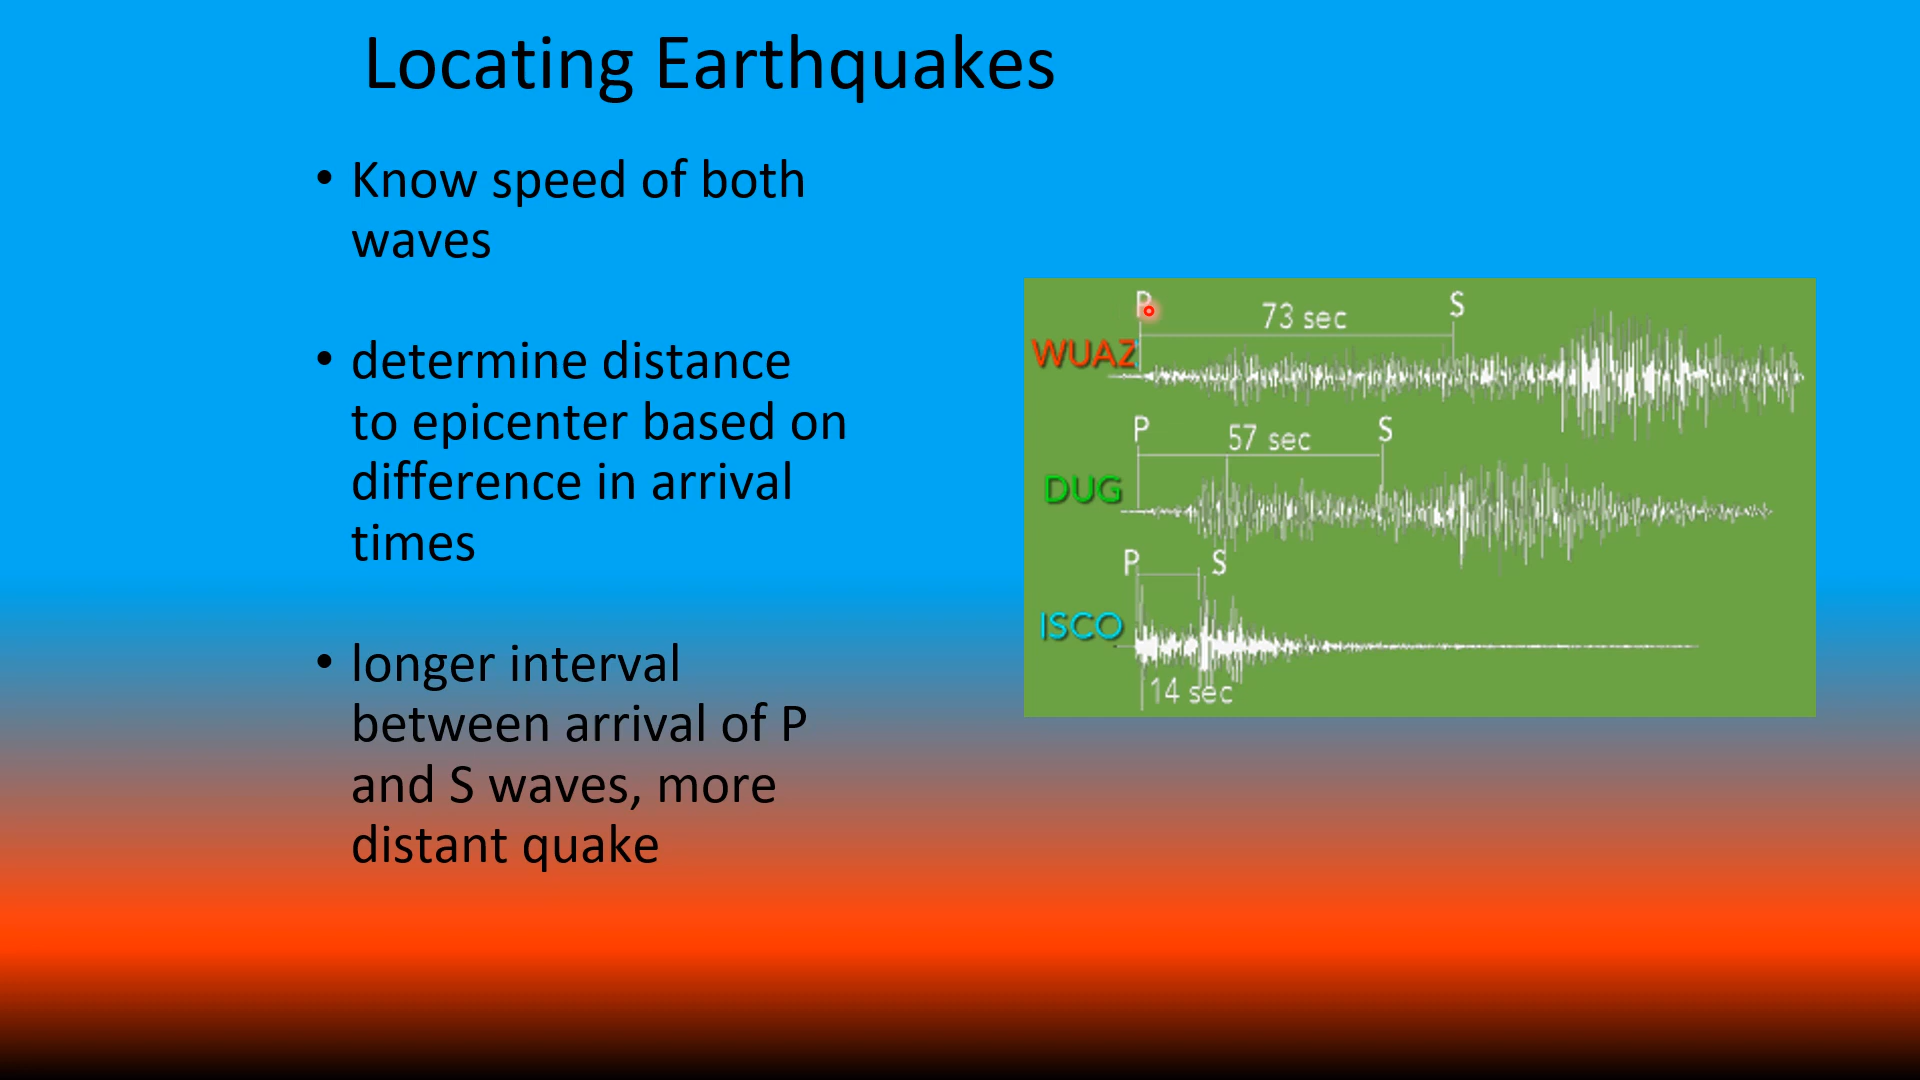 Locating Earthquakes
• Know speed of both
waves
• determine distance
to epicenter based on
difference in arrival
times
• longer interval
between arrival of P
and S waves, more
distant quake
P 73 sec S
WUAZ
P 57 sec S
DUG
P S
ISCO
14 sec